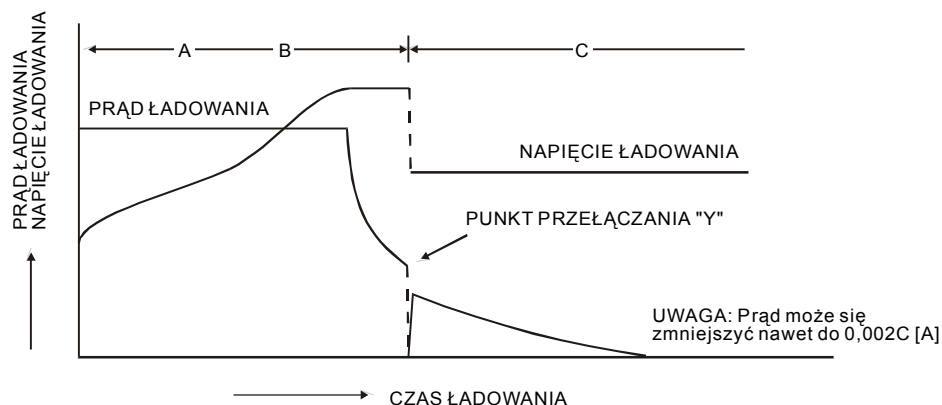 A
B
C
PRĄD ŁADOWANIA
NAPIĘCIE ŁADOWANIA
PRĄD ŁADOWANIA
NAPIĘCIE ŁADOWANIA
PUNKT PRZEŁĄCZANIA "Y"
UWAGA: Prąd może się
zmniejszyć nawet do 0,002C [A]
CZAS ŁADOWANIA